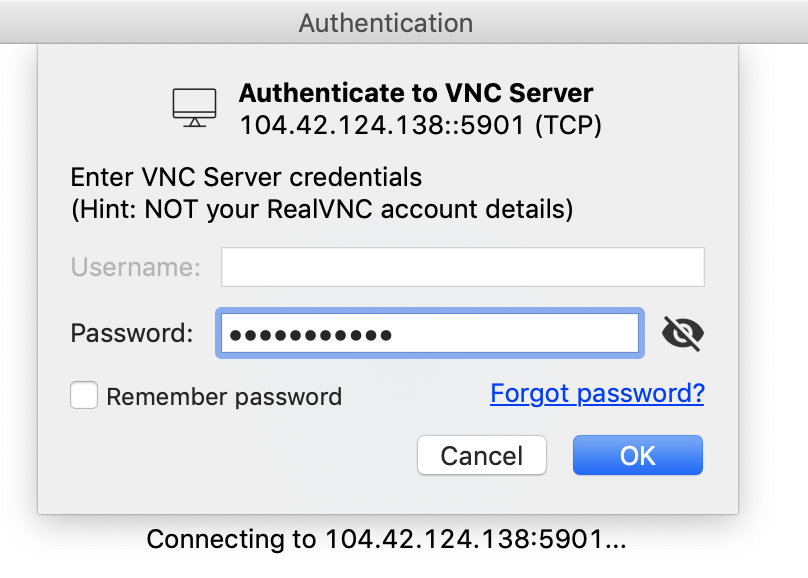 Authentication
Authenticate to VNC Server
104.42.124.138::5901 (TCP)
Enter VNC Server credentials
(Hint: NOT your RealVNC account details)
Username:
Password: ●●●●●●●●●●●
Remember password
Forgot password?
Cancel
OK
Connecting to 104.42.124.138:5901...